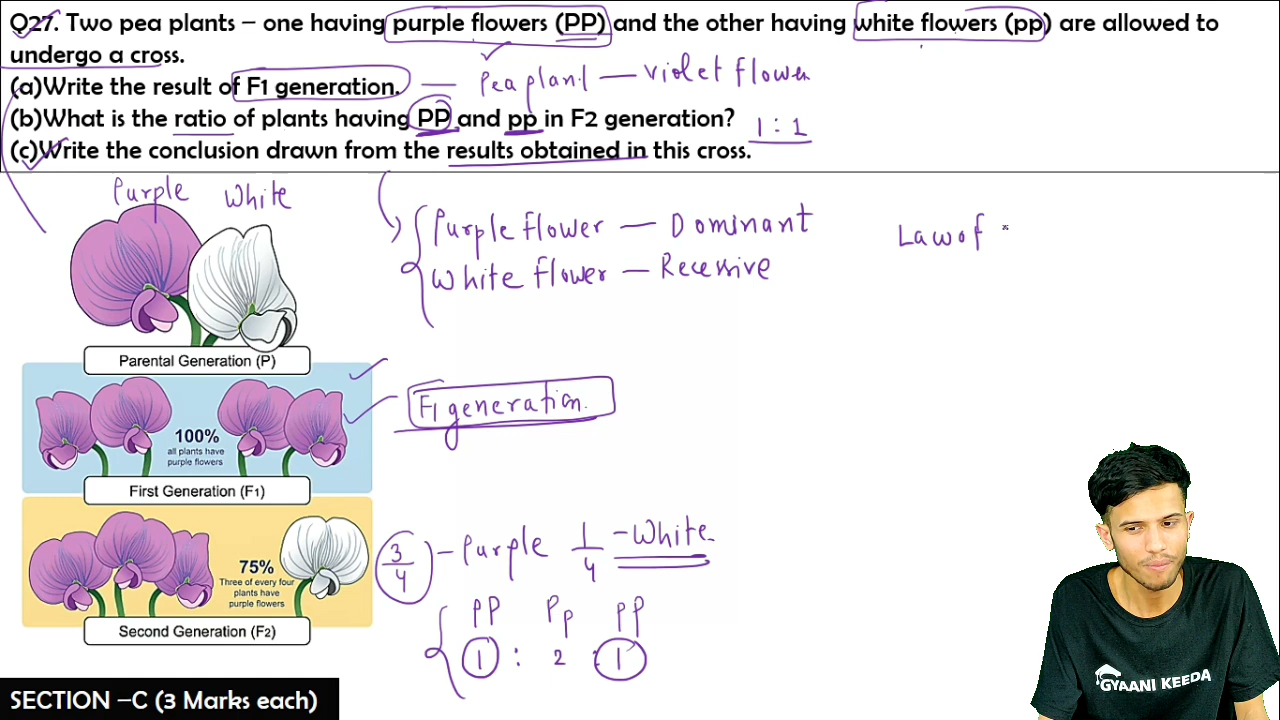 Q27. Two pea plants – one having purple flowers (PP) and the other having white flowers (pp) are allowed to
undergo a cross.
(a)Write the result of F1 generation. — Pea plant — violet flower
(b)What is the ratio of plants having PP and pp in F2 generation? 1 : 1
(c)Write the conclusion drawn from the results obtained in this cross.
Purple White
Purple flower — Dominant
White flower — Recessive
Law of
Parental Generation (P)
F1 generation.
100%
all plants have
purple flowers
First Generation (F1)
3/4 - Purple 1/4 - White
75%
Three of every four
plants have
purple flowers
Second Generation (F2)
PP Pp PP
1 : 2 : 1
GYAANI KEEDA
SECTION –C (3 Marks each)